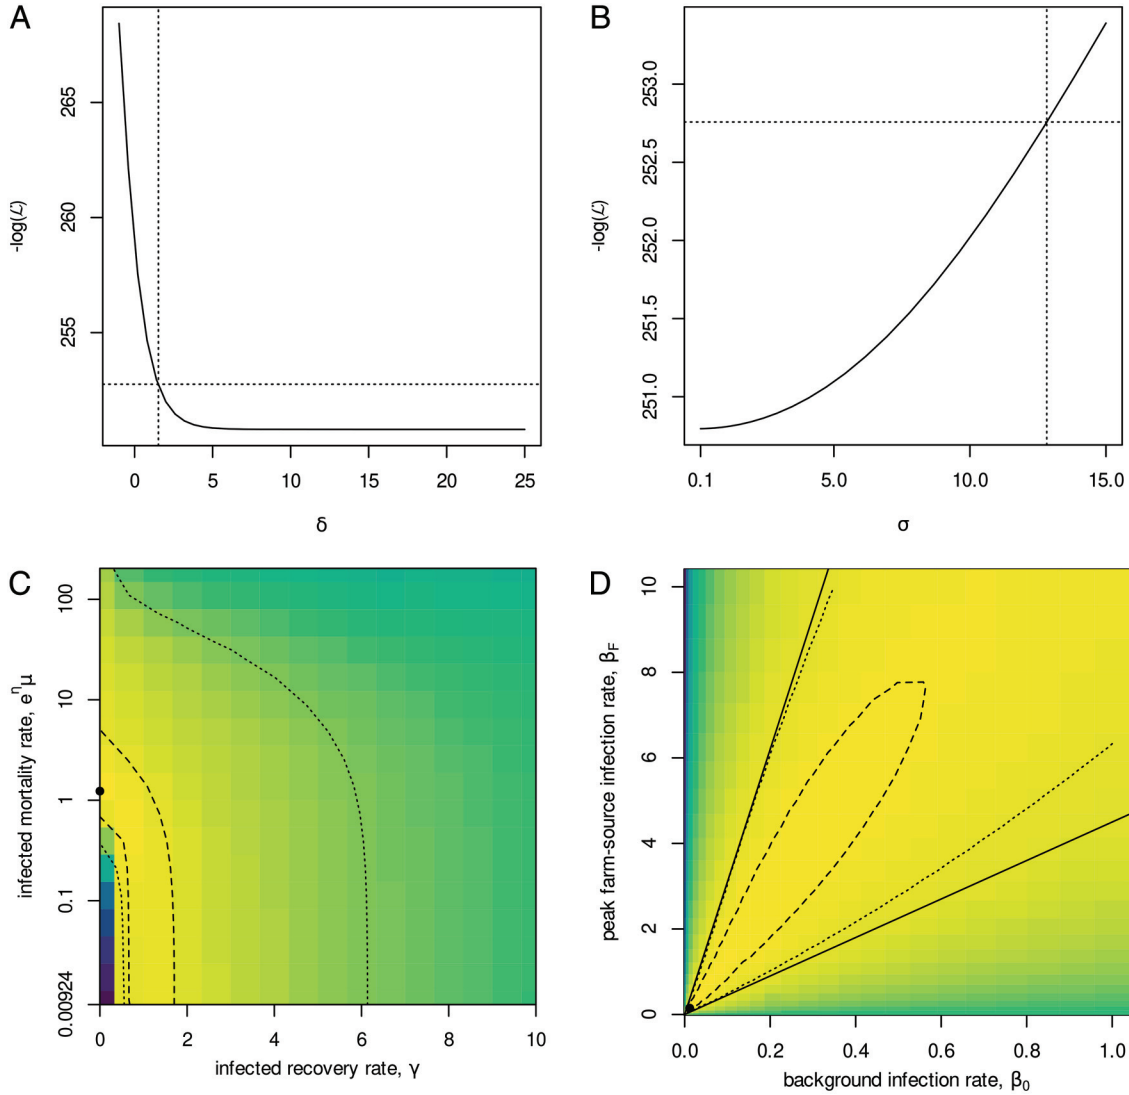 A
-log(ℒ)
265
260
255
0 5 10 15 20 25
δ
B
-log(ℒ)
253.0
252.5
252.0
251.5
251.0
0.1 5.0 10.0 15.0
σ
C
infected mortality rate, e^η μ
100
10
1
0.1
0.00924
0 2 4 6 8 10
infected recovery rate, γ
D
peak farm-source infection rate, β_F
10
8
6
4
2
0
0.0 0.2 0.4 0.6 0.8 1.0
background infection rate, β₀